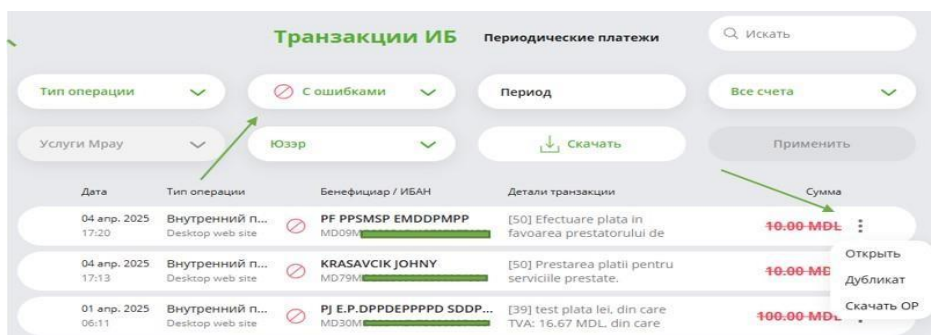 Транзакции ИБ
Периодические платежи
Искать
Тип операции
С ошибками
Период
Все счета
Услуги Mpay
Юзэр
Скачать
Применить
Дата Тип операции Бенефициар / ИБАН Детали транзакции Сумма
04 апр. 2025 Внутренний п... PF PPSMSP EMDDPMPP [50] Efectuare plata in 10.00 MDL
17:20 Desktop web site MD09M favoarea prestatorului de
Открыть
04 апр. 2025 Внутренний п... KRASAVCIK JOHNY [50] Prestarea platii pentru 10.00 MD
17:13 Desktop web site MD79M serviciile prestate.
Дубликат
01 апр. 2025 Внутренний п... PJ E.P.DPPDEPPPPD SDDP... [39] test plata lei, din care 100.00 MDL
Скачать OP
06:11 Desktop web site MD30M TVA: 16.67 MDL, din care